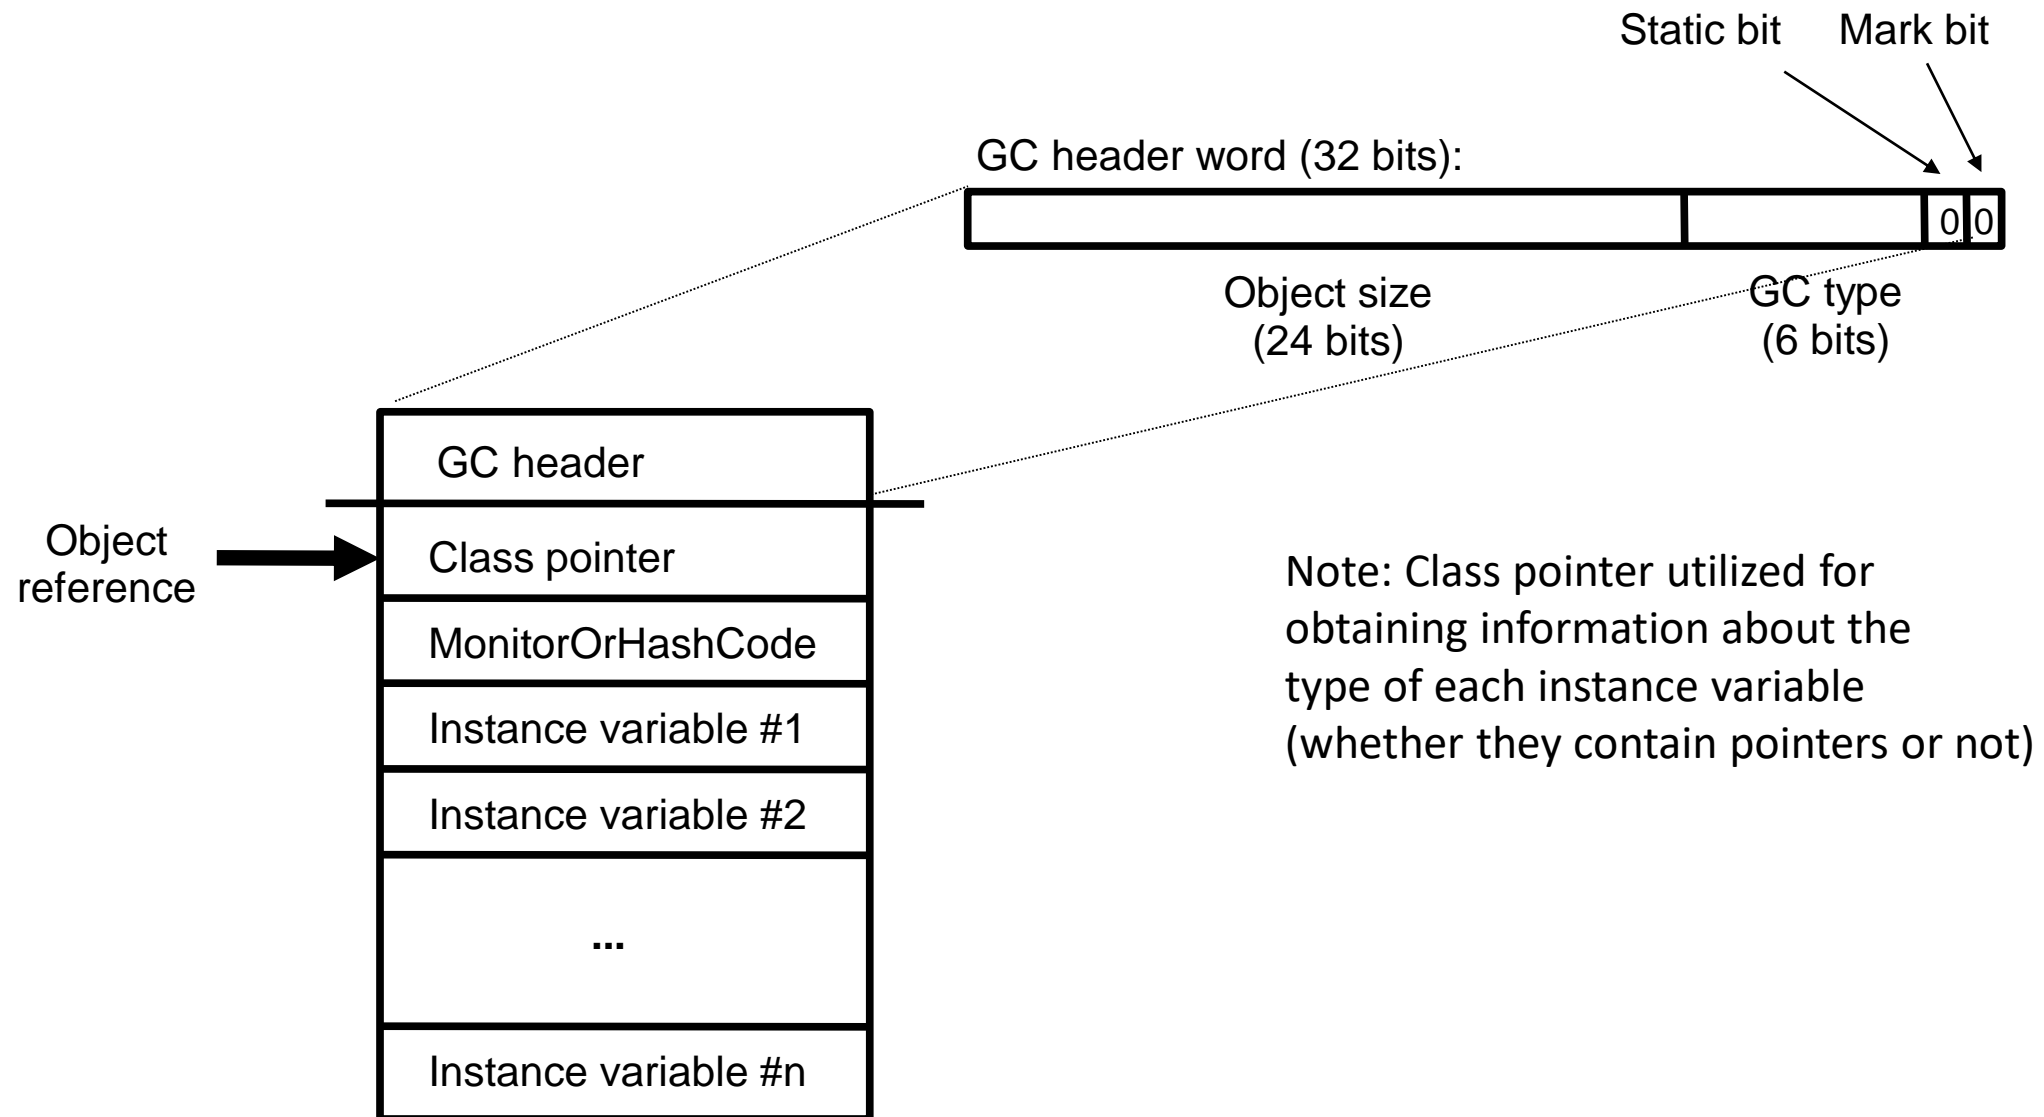 Static bit
Mark bit
GC header word (32 bits):
0
0
Object size
(24 bits)
GC type
(6 bits)
GC header
Object
reference
Class pointer
MonitorOrHashCode
Instance variable #1
Instance variable #2
...
Instance variable #n
Note: Class pointer utilized for
obtaining information about the
type of each instance variable
(whether they contain pointers or not)